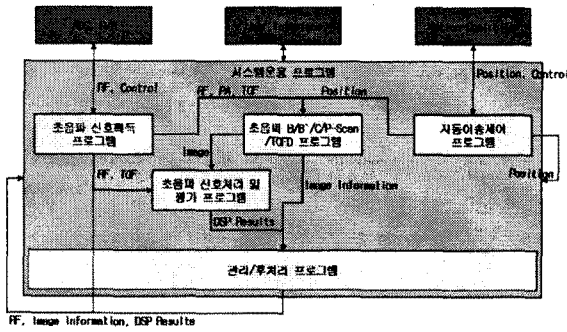 시스템운용 프로그램
RF, Control
RF, PA, TOF
Position
Position, Control
초음파 신호획득
프로그램
초음파 B/B'/C/P-Scan
/TOFD 프로그램
자동이송제어
프로그램
Image
RF, TOF
Image Information
Position
초음파 신호처리 및
평가 프로그램
DSP Results
관리/후처리 프로그램
RF, Image Information, DSP Results